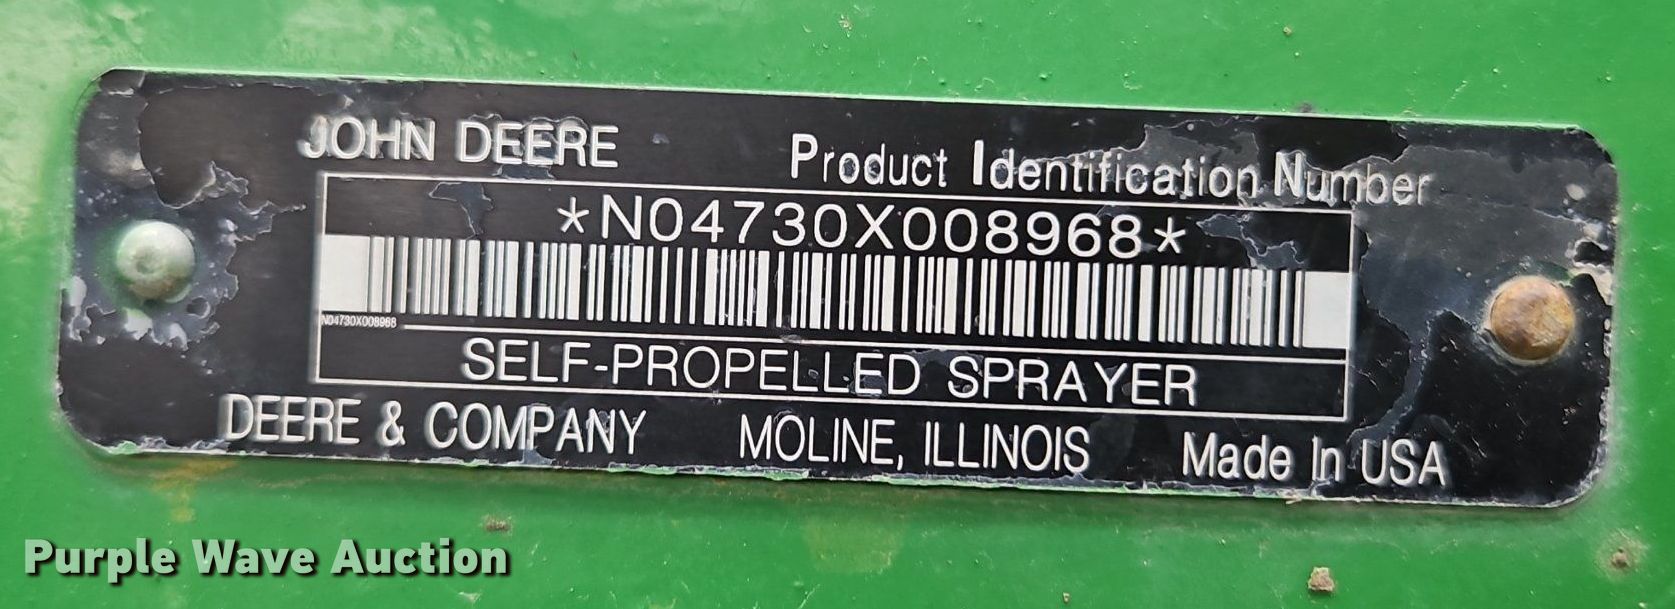 JOHN DEERE Product Identification Number
*N04730X008968*
N04730X008968
SELF-PROPELLED SPRAYER
DEERE & COMPANY MOLINE, ILLINOIS Made In USA
Purple Wave Auction